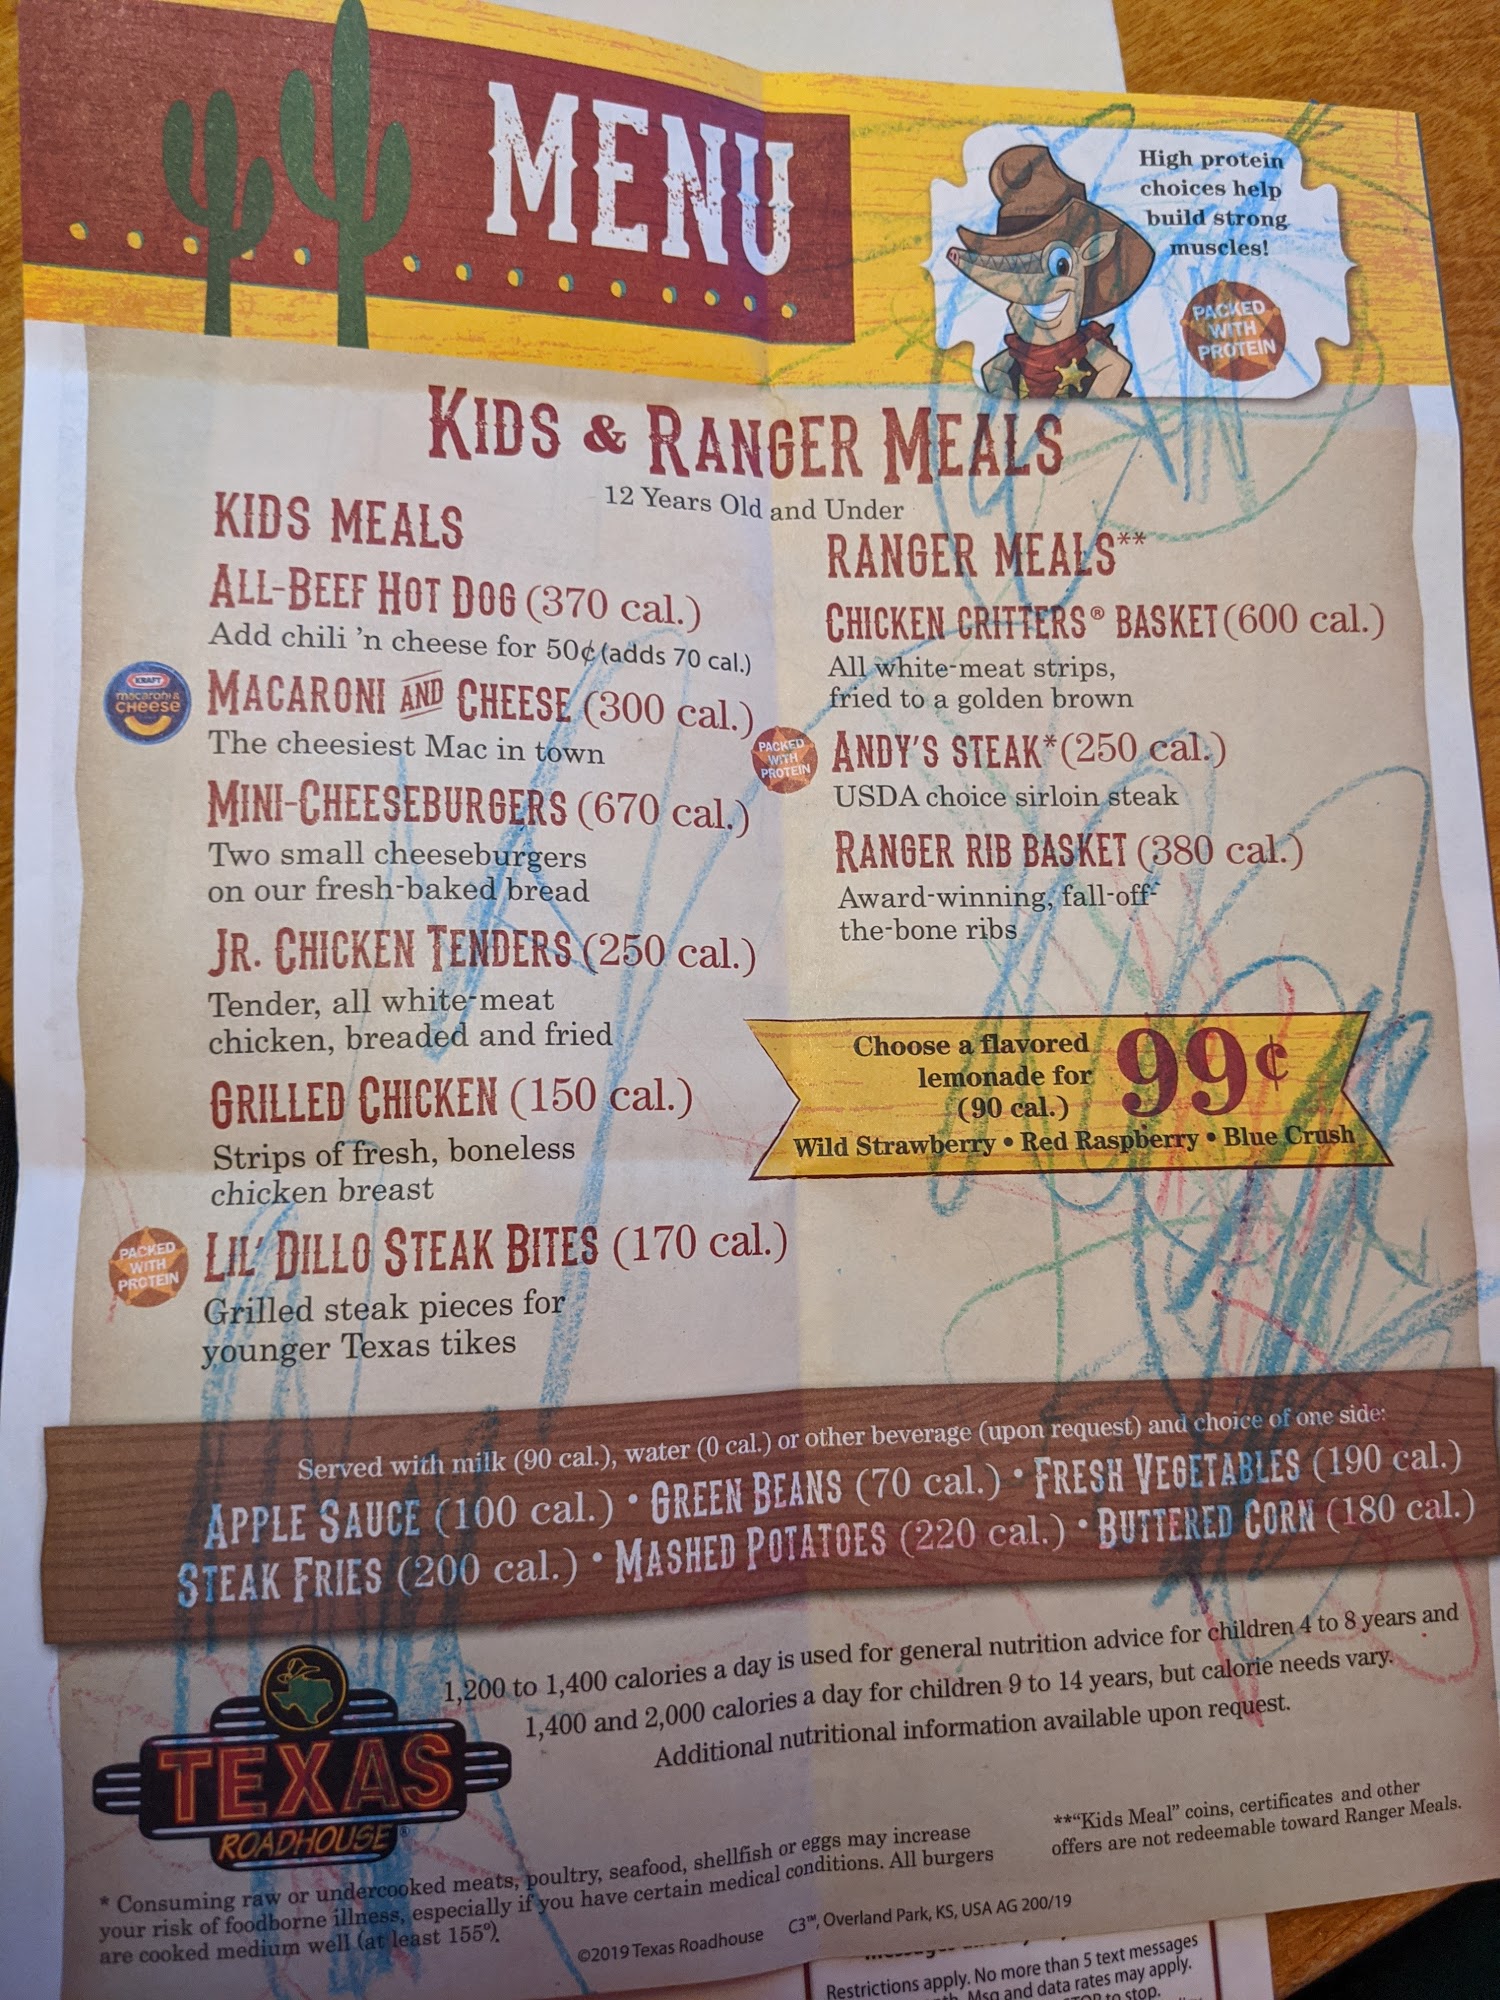 MENU
High protein
choices help
build strong
muscles!
PACKED
WITH
PROTEIN
KIDS & RANGER MEALS
12 Years Old and Under
KIDS MEALS
ALL-BEEF HOT DOG (370 cal.)
Add chili 'n cheese for 50¢ (adds 70 cal.)
KRAFT
macaroni &
CHEESE
MACARONI AND CHEESE (300 cal.)
The cheesiest Mac in town
MINI-CHEESEBURGERS (670 cal.)
Two small cheeseburgers
on our fresh-baked bread
JR. CHICKEN TENDERS (250 cal.)
Tender, all white-meat
chicken, breaded and fried
GRILLED CHICKEN (150 cal.)
Strips of fresh, boneless
chicken breast
PACKED
WITH
PROTEIN
LIL' DILLO STEAK BITES (170 cal.)
Grilled steak pieces for
younger Texas tikes
RANGER MEALS**
CHICKEN CRITTERS® BASKET (600 cal.)
All white-meat strips,
fried to a golden brown
PACKED
WITH
PROTEIN
ANDY'S STEAK* (250 cal.)
USDA choice sirloin steak
RANGER RIB BASKET (380 cal.)
Award-winning, fall-off-
the-bone ribs
Choose a flavored
lemonade for
(90 cal.)
99¢
Wild Strawberry • Red Raspberry • Blue Crush
Served with milk (90 cal.), water (0 cal.) or other beverage (upon request) and choice of one side:
APPLE SAUCE (100 cal.) • GREEN BEANS (70 cal.) • FRESH VEGETABLES (190 cal.)
STEAK FRIES (200 cal.) • MASHED POTATOES (220 cal.) • BUTTERED CORN (180 cal.)
1,200 to 1,400 calories a day is used for general nutrition advice for children 4 to 8 years and
1,400 and 2,000 calories a day for children 9 to 14 years, but calorie needs vary.
Additional nutritional information available upon request.
TEXAS
ROADHOUSE®
* Consuming raw or undercooked meats, poultry, seafood, shellfish or eggs may increase
your risk of foodborne illness, especially if you have certain medical conditions. All burgers
are cooked medium well (at least 155°).
**"Kids Meal" coins, certificates and other
offers are not redeemable toward Ranger Meals.
©2019 Texas Roadhouse C3™, Overland Park, KS, USA AG 200/19
Restrictions apply. No more than 5 text messages
Msg and data rates may apply.
to stop.